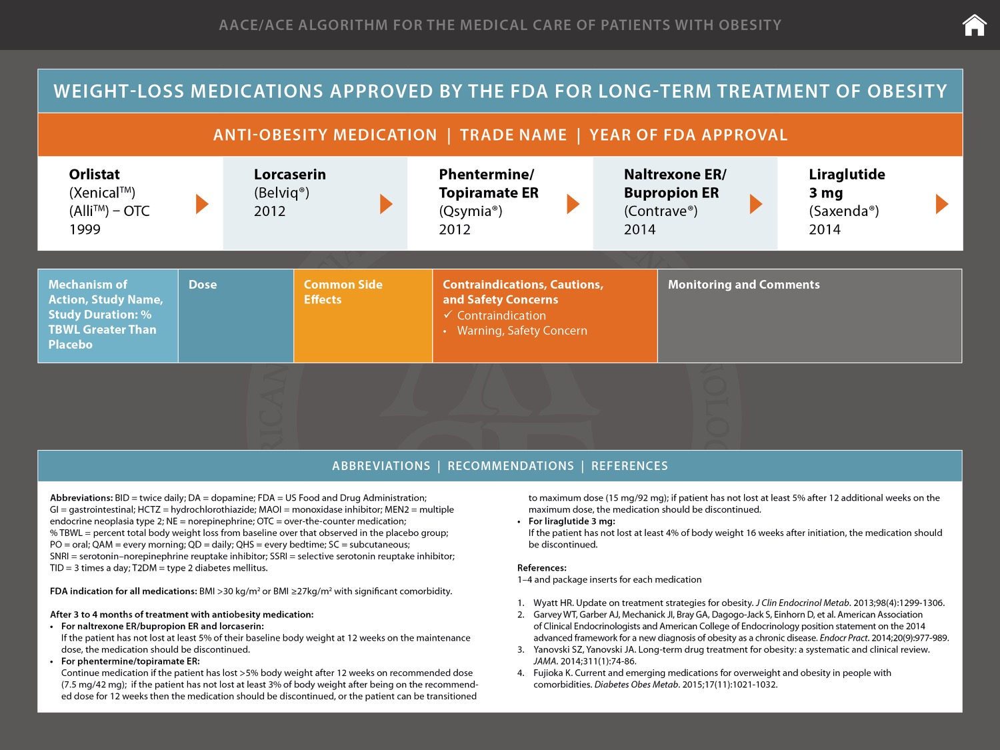 AACE/ACE ALGORITHM FOR THE MEDICAL CARE OF PATIENTS WITH OBESITY
WEIGHT-LOSS MEDICATIONS APPROVED BY THE FDA FOR LONG-TERM TREATMENT OF OBESITY
ANTI-OBESITY MEDICATION | TRADE NAME | YEAR OF FDA APPROVAL
Orlistat
(Xenical™)
(Alli™) – OTC
1999
Lorcaserin
(Belviq®)
2012
Phentermine/
Topiramate ER
(Qsymia®)
2012
Naltrexone ER/
Bupropion ER
(Contrave®)
2014
Liraglutide
3 mg
(Saxenda®)
2014
Mechanism of
Action, Study Name,
Study Duration: %
TBWL Greater Than
Placebo
Dose
Common Side
Effects
Contraindications, Cautions,
and Safety Concerns
✓ Contraindication
• Warning, Safety Concern
Monitoring and Comments
ABBREVIATIONS | RECOMMENDATIONS | REFERENCES
Abbreviations: BID = twice daily; DA = dopamine; FDA = US Food and Drug Administration;
GI = gastrointestinal; HCTZ = hydrochlorothiazide; MAOI = monoxidase inhibitor; MEN2 = multiple
endocrine neoplasia type 2; NE = norepinephrine; OTC = over-the-counter medication;
% TBWL = percent total body weight loss from baseline over that observed in the placebo group;
PO = oral; QAM = every morning; QD = daily; QHS = every bedtime; SC = subcutaneous;
SNRI = serotonin–norepinephrine reuptake inhibitor; SSRI = selective serotonin reuptake inhibitor;
TID = 3 times a day; T2DM = type 2 diabetes mellitus.
FDA indication for all medications: BMI >30 kg/m² or BMI ≥27kg/m² with significant comorbidity.
After 3 to 4 months of treatment with antiobesity medication:
• For naltrexone ER/bupropion ER and lorcaserin:
If the patient has not lost at least 5% of their baseline body weight at 12 weeks on the maintenance
dose, the medication should be discontinued.
• For phentermine/topiramate ER:
Continue medication if the patient has lost >5% body weight after 12 weeks on recommended dose
(7.5 mg/42 mg); if the patient has not lost at least 3% of body weight after being on the recommend-
ed dose for 12 weeks then the medication should be discontinued, or the patient can be transitioned
to maximum dose (15 mg/92 mg); if patient has not lost at least 5% after 12 additional weeks on the
maximum dose, the medication should be discontinued.
• For liraglutide 3 mg:
If the patient has not lost at least 4% of body weight 16 weeks after initiation, the medication should
be discontinued.
References:
1–4 and package inserts for each medication
1. Wyatt HR. Update on treatment strategies for obesity. J Clin Endocrinol Metab. 2013;98(4):1299-1306.
2. Garvey WT, Garber AJ, Mechanick JI, Bray GA, Dagogo-Jack S, Einhorn D, et al. American Association
of Clinical Endocrinologists and American College of Endocrinology position statement on the 2014
advanced framework for a new diagnosis of obesity as a chronic disease. Endocr Pract. 2014;20(9):977-989.
3. Yanovski SZ, Yanovski JA. Long-term drug treatment for obesity: a systematic and clinical review.
JAMA. 2014;311(1):74-86.
4. Fujioka K. Current and emerging medications for overweight and obesity in people with
comorbidities. Diabetes Obes Metab. 2015;17(11):1021-1032.